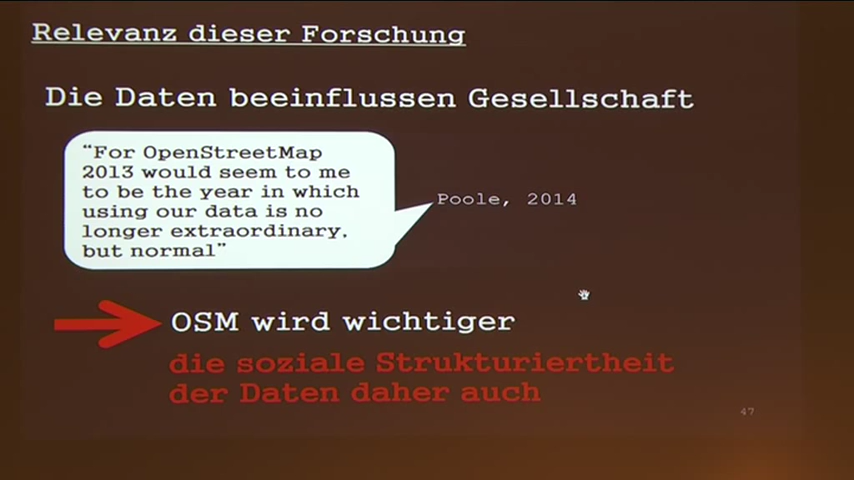 Relevanz dieser Forschung
Die Daten beeinflussen Gesellschaft
“For OpenStreetMap
2013 would seem to me
to be the year in which
using our data is no
longer extraordinary,
but normal”
Poole, 2014
OSM wird wichtiger
die soziale Strukturiertheit
der Daten daher auch
47